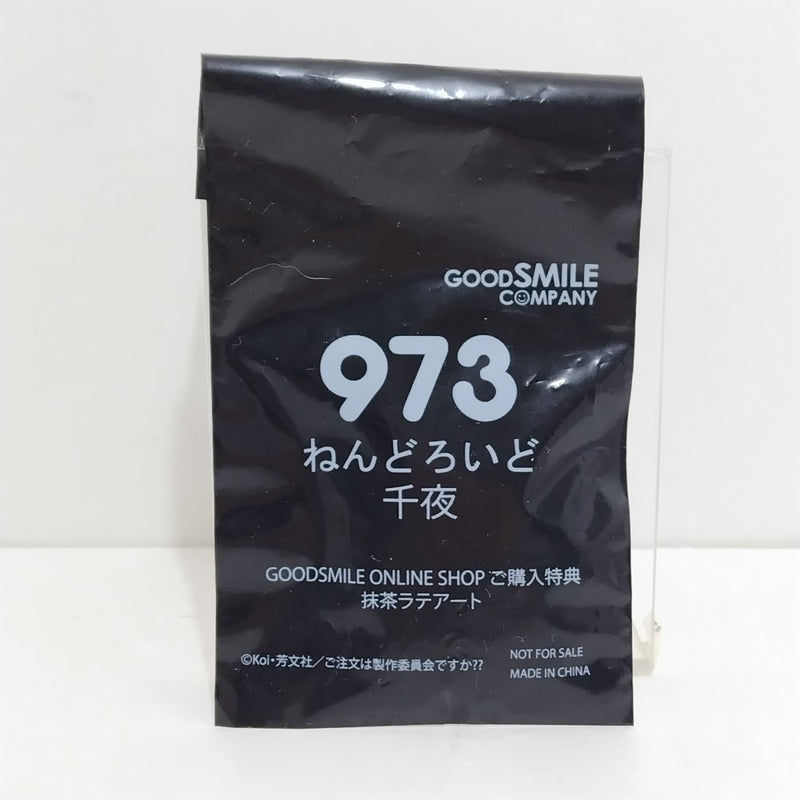 GOODSMILE
COMPANY
973
ねんどろいど
千夜
GOODSMILE ONLINE SHOP ご購入特典
抹茶ラテアート
©Koi・芳文社／ご注文は製作委員会ですか??
NOT FOR SALE
MADE IN CHINA